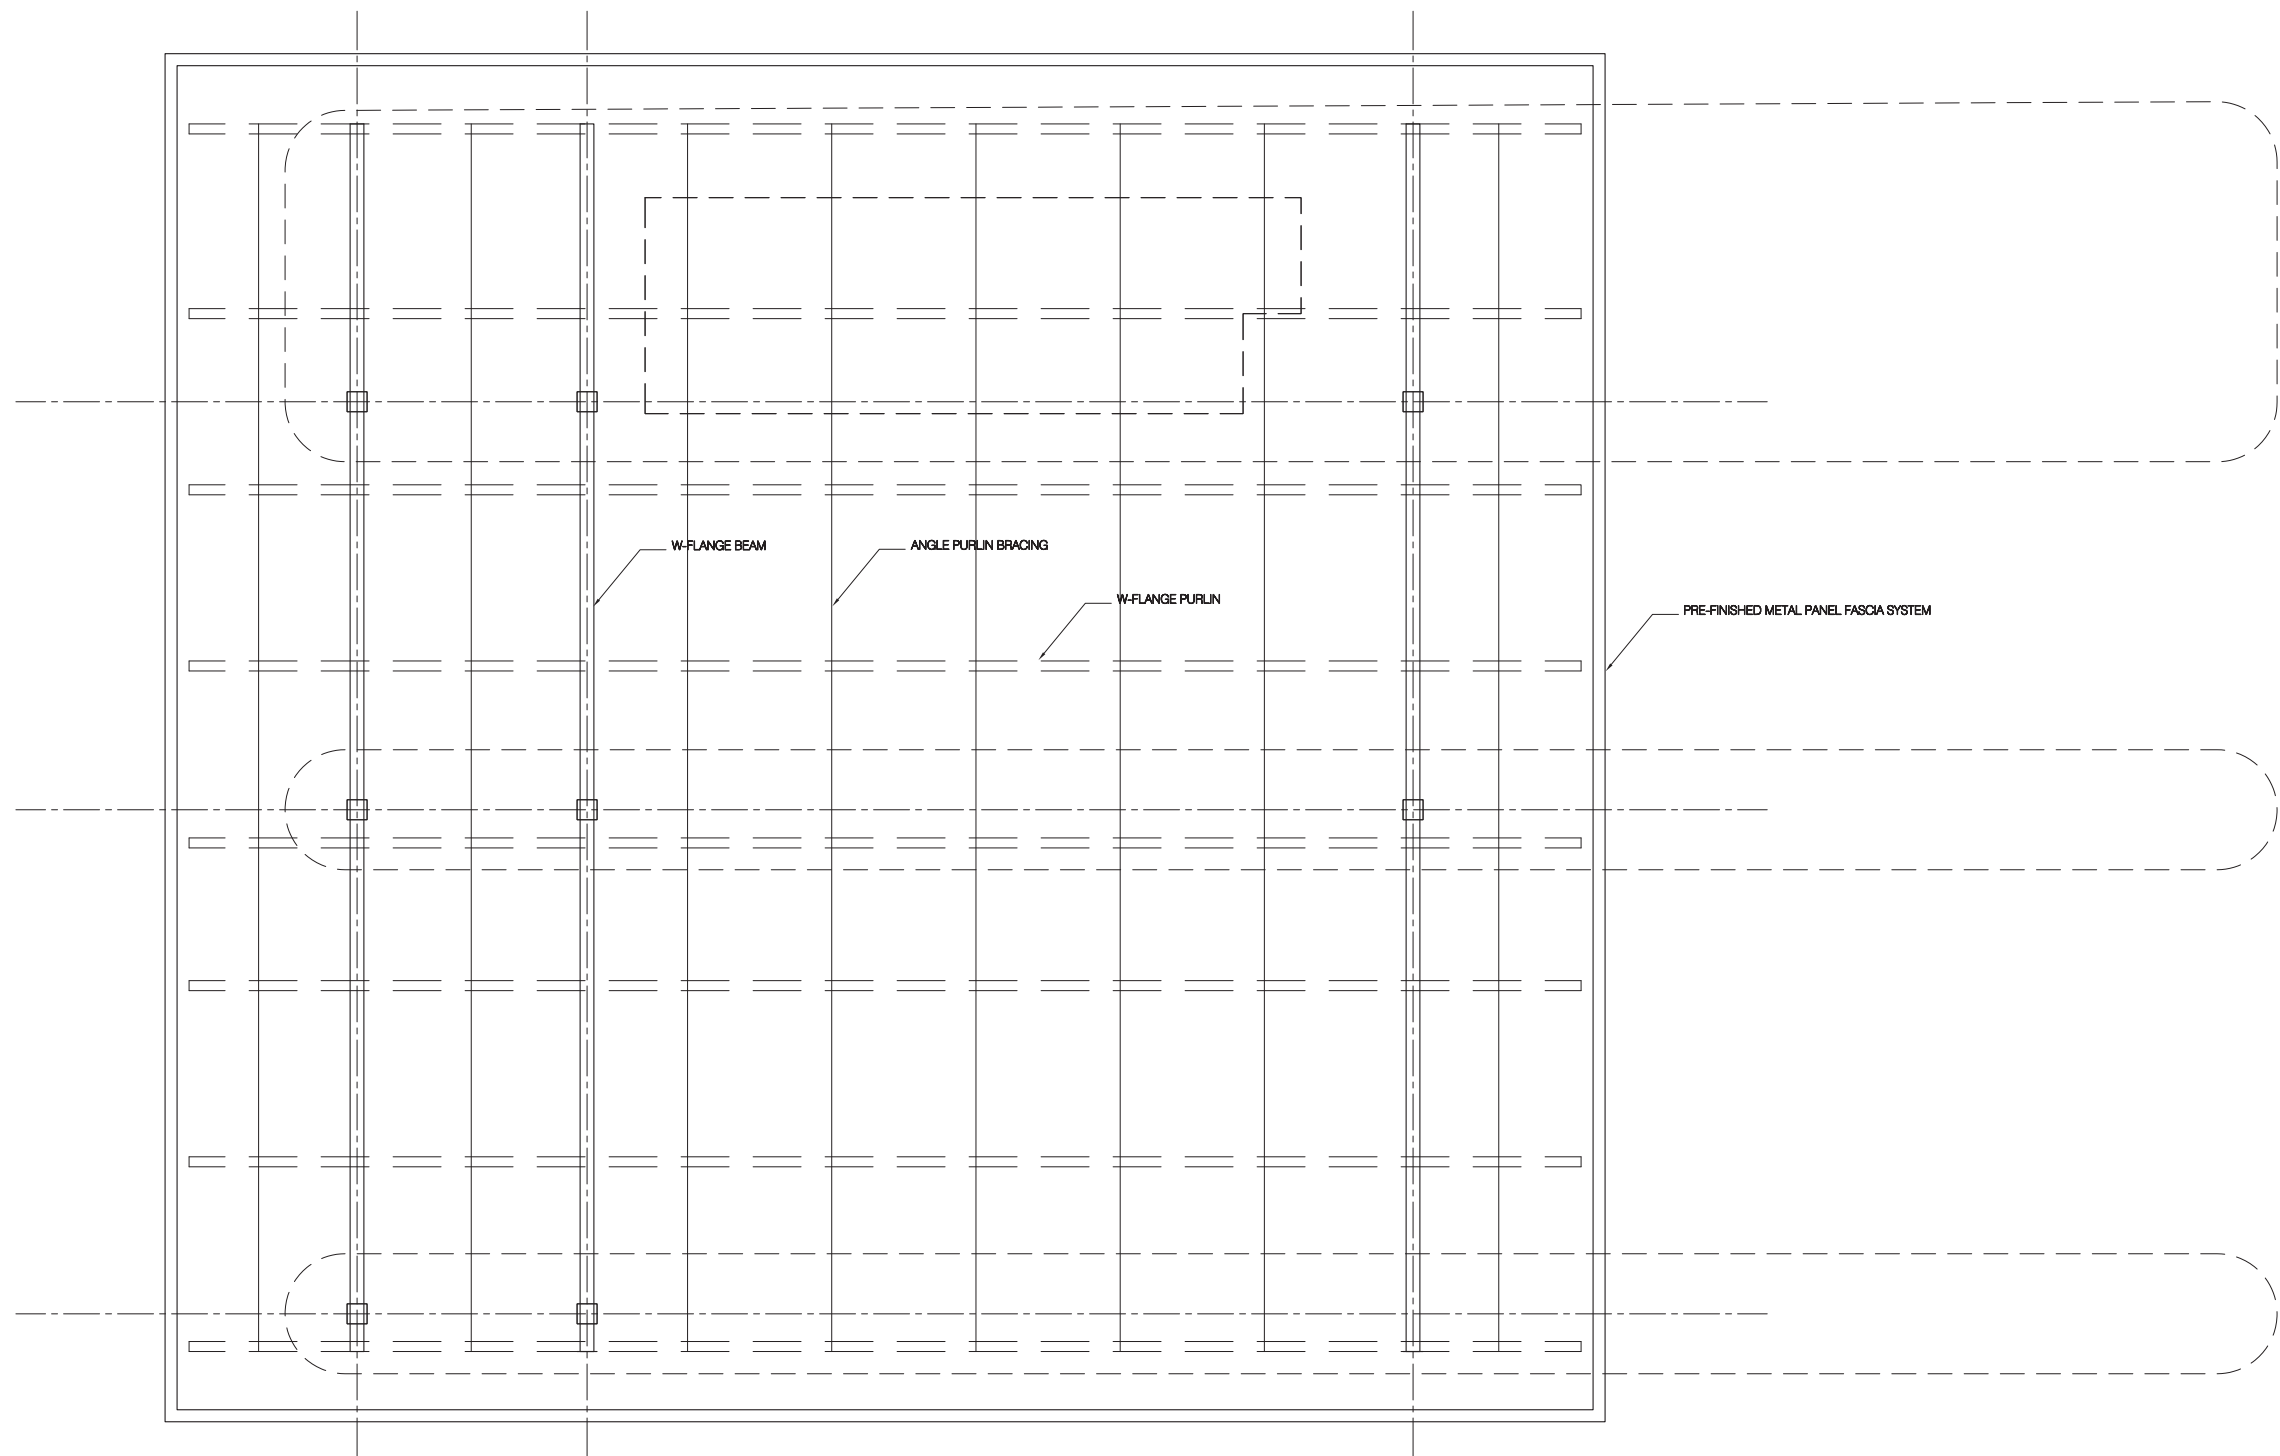 W-FLANGE BEAM
ANGLE PURLIN BRACING
W-FLANGE PURLIN
PRE-FINISHED METAL PANEL FASCIA SYSTEM